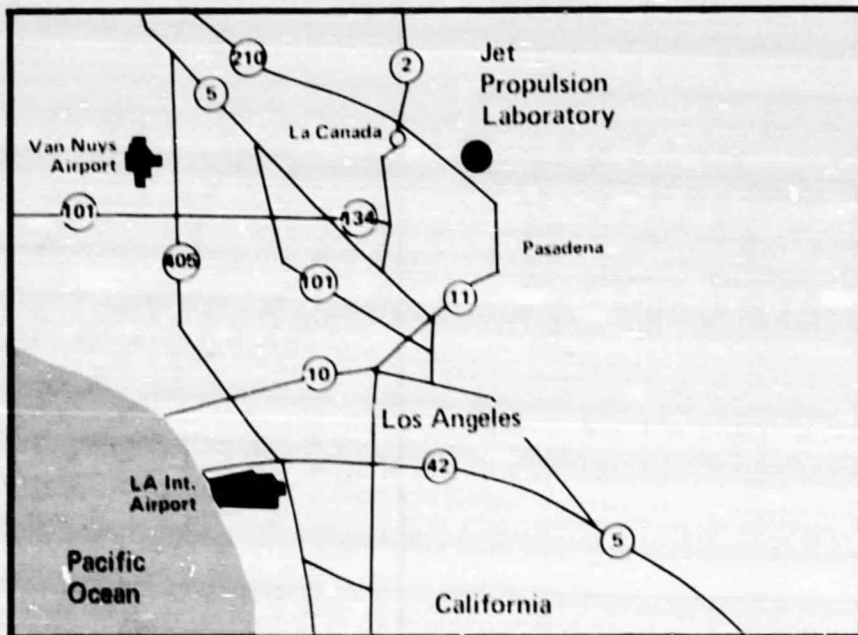 210
2
Jet
Propulsion
Laboratory
5
La Canada
Van Nuys
Airport
101
134
405
Pasadena
101
11
10
Los Angeles
42
LA Int.
Airport
5
Pacific
Ocean
California